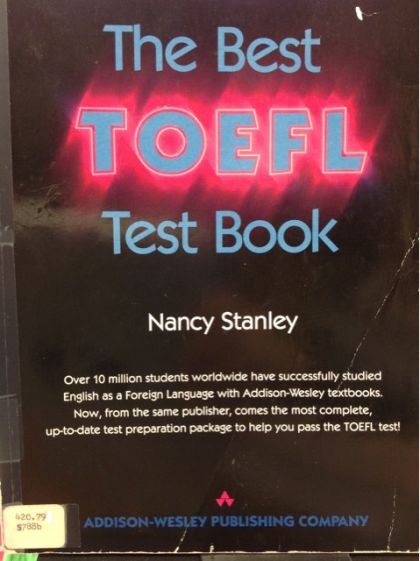 The Best
TOEFL
Test Book
Nancy Stanley
Over 10 million students worldwide have successfully studied
English as a Foreign Language with Addison-Wesley textbooks.
Now, from the same publisher, comes the most complete,
up-to-date test preparation package to help you pass the TOEFL test!
420.79
S788b
ADDISON-WESLEY PUBLISHING COMPANY